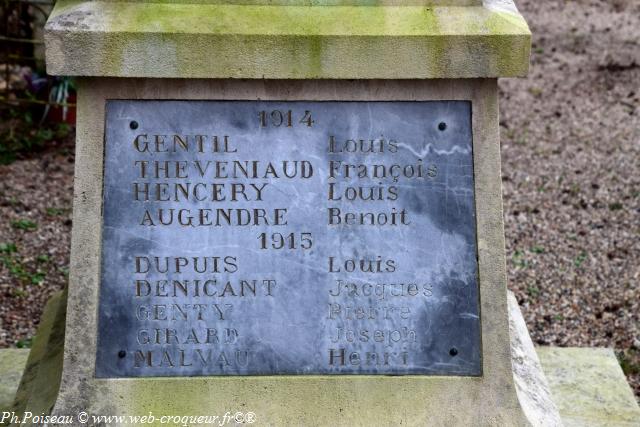 1914
GENTIL Louis
THEVENIAUD François
HENCERY Louis
AUGENDRE Benoit
1915
DUPUIS Louis
DENICANT Jacques
GENTY Pierre
GIRARD Joseph
MALVAU Henri
Ph.Poiseau © www.web-croqueur.fr®©